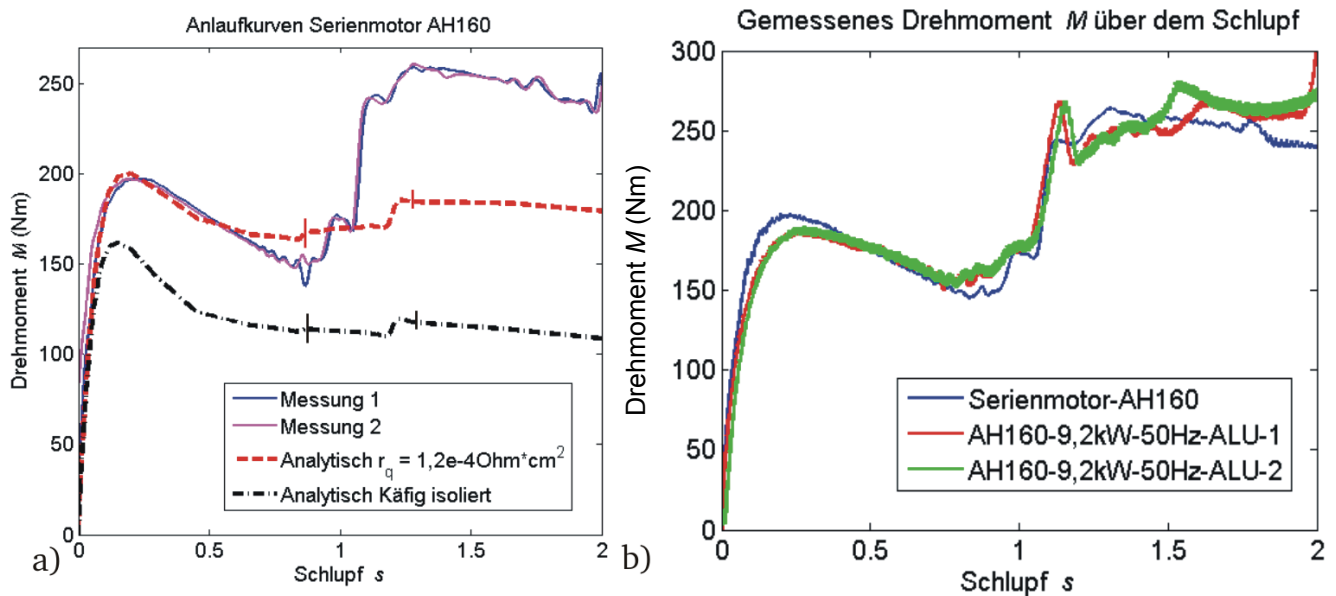 Anlaufkurven Serienmotor AH160
Drehmoment M (Nm)
250
200
150
100
50
0
0
0.5
1
1.5
2
Schlupf s
Messung 1
Messung 2
Analytisch r_q = 1,2e-4Ohm*cm²
Analytisch Käfig isoliert
a)
Gemessenes Drehmoment M über dem Schlupf
Drehmoment M (Nm)
300
250
200
150
100
50
0
0
0.5
1
1.5
2
Schlupf s
Serienmotor-AH160
AH160-9,2kW-50Hz-ALU-1
AH160-9,2kW-50Hz-ALU-2
b)